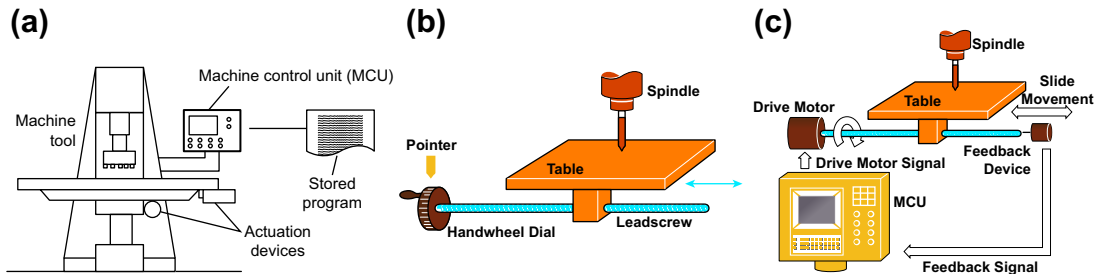 (a)
Machine control unit (MCU)
Machine
tool
Stored
program
Actuation
devices
(b)
Spindle
Pointer
Table
Handwheel Dial
Leadscrew
(c)
Spindle
Slide
Movement
Drive Motor
Table
Feedback
Device
Drive Motor Signal
MCU
Feedback Signal